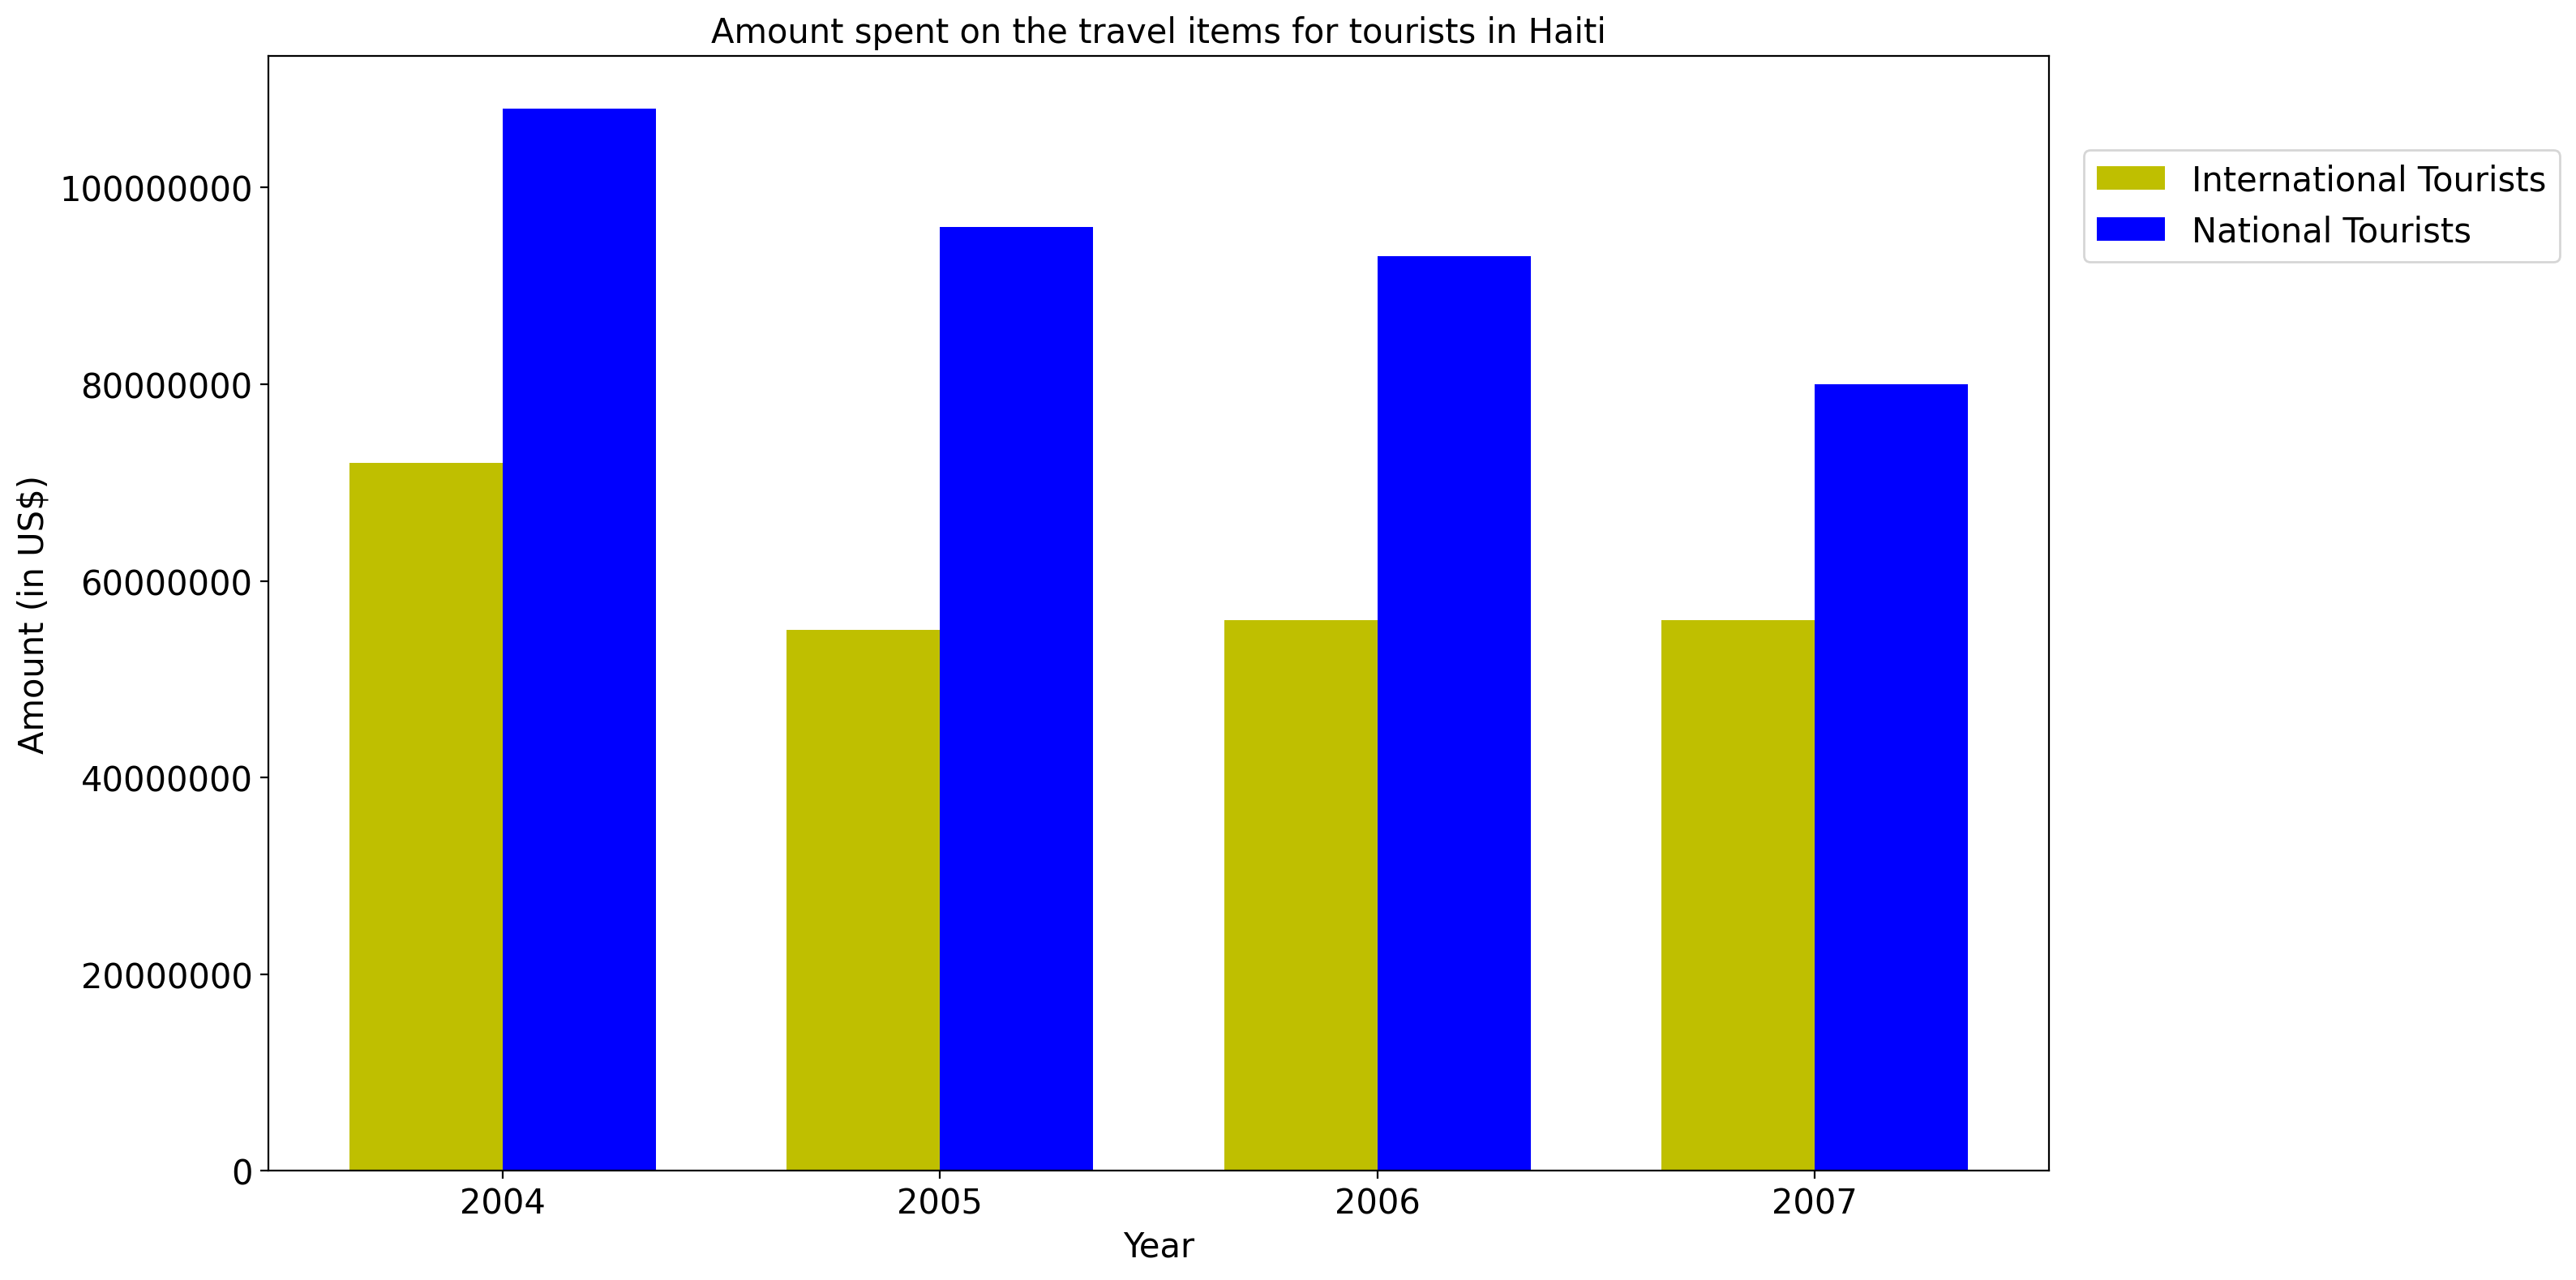 Amount spent on the travel items for tourists in Haiti
Amount (in US$)
100000000
80000000
60000000
40000000
20000000
0
2004
2005
2006
2007
Year
International Tourists
National Tourists